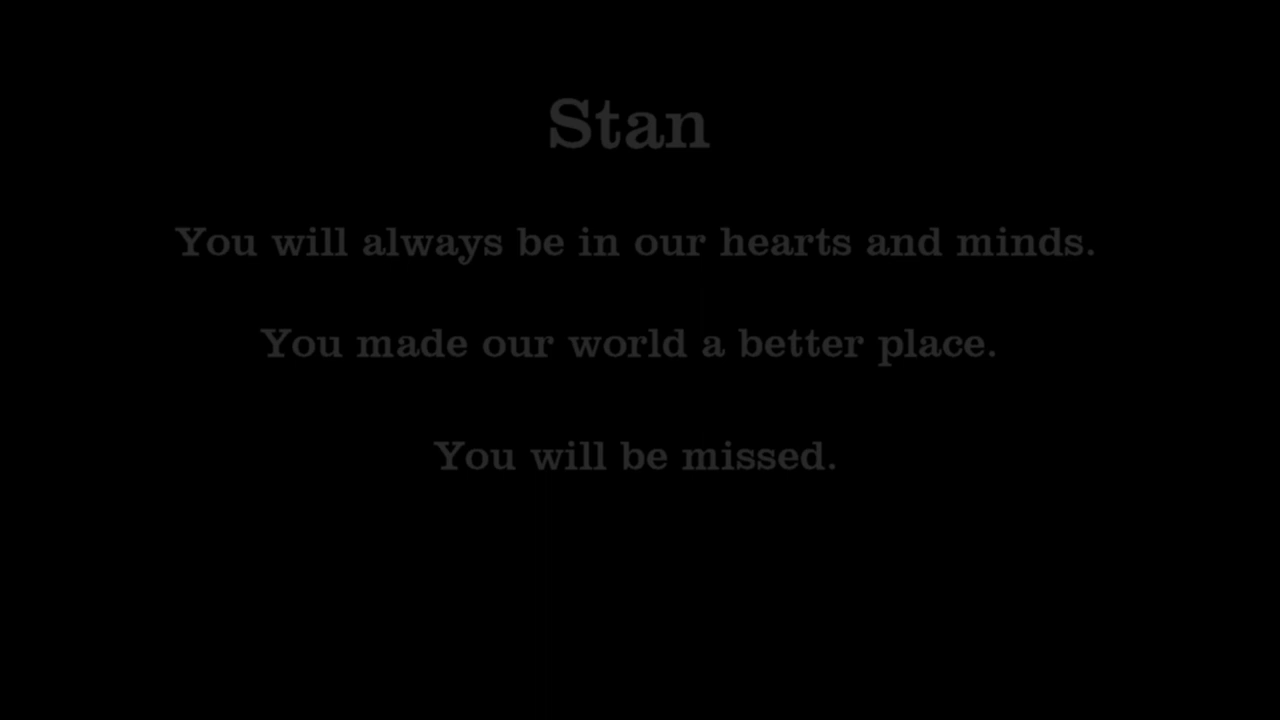 Stan
You will always be in our hearts and minds.
You made our world a better place.
You will be missed.